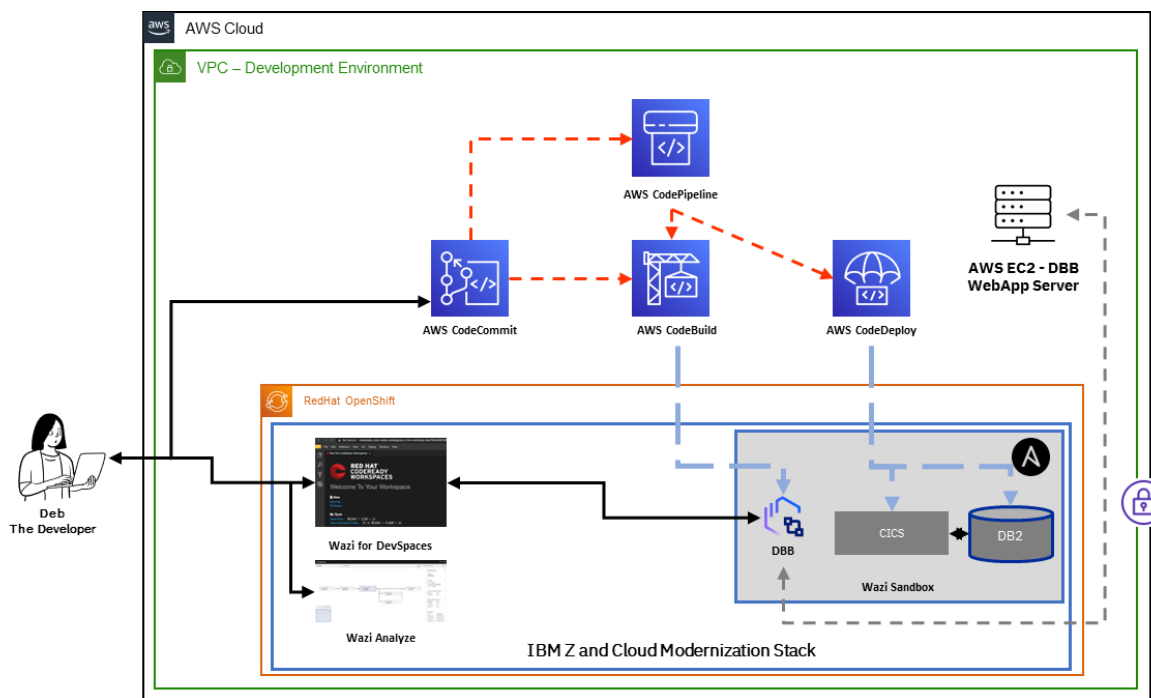 aws
AWS Cloud
VPC – Development Environment
</>
AWS CodePipeline
</>
AWS CodeCommit
</>
AWS CodeBuild
</>
AWS CodeDeploy
AWS EC2 - DBB
WebApp Server
RedHat OpenShift
RED HAT
CODEREADY
WORKSPACES
Welcome To Your Workspace
Wazi for DevSpaces
Wazi Analyze
Deb
The Developer
A
DBB
CICS
DB2
Wazi Sandbox
IBM Z and Cloud Modernization Stack